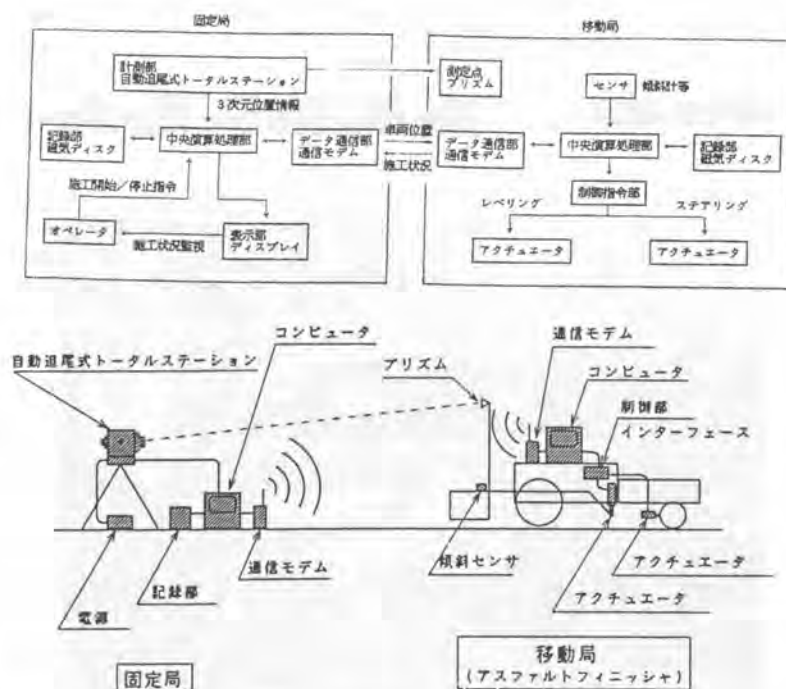 固定局
移動局
計測部
自動追尾式トータルステーション
測定点
プリズム
センサ
傾斜計等
3次元位置情報
記録部
磁気ディスク
中央演算処理部
データ通信部
通信モデム
車両位置
施工状況
データ通信部
通信モデム
中央演算処理部
記録部
磁気ディスク
施工開始/停止指令
制御指令部
レベリング
ステアリング
オペレータ
施工状況監視
表示部
ディスプレイ
アクチュエータ
アクチュエータ
自動追尾式トータルステーション
コンピュータ
プリズム
通信モデム
コンピュータ
制御部
インターフェース
電源
記録部
通信モデム
傾斜センサ
アクチュエータ
アクチュエータ
固定局
移動局
(アスファルトフィニッシャ)